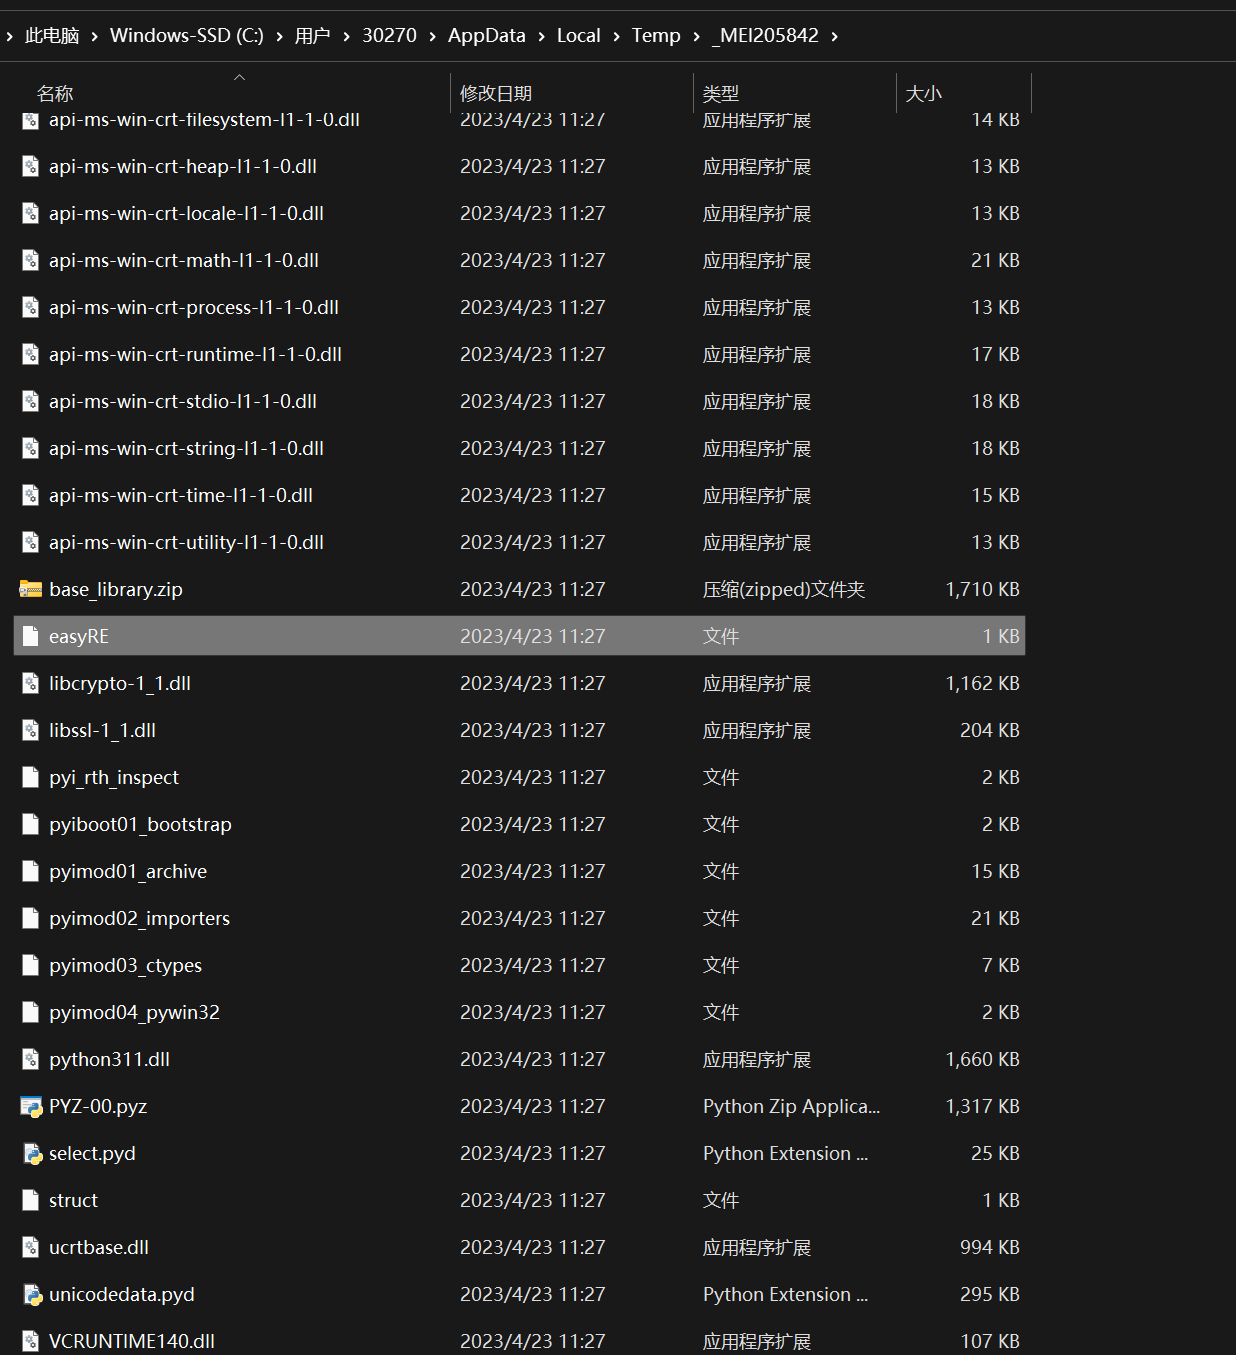 此电脑 Windows-SSD (C:) 用户 30270 AppData Local Temp _MEI205842
名称 修改日期 类型 大小
api-ms-win-crt-filesystem-l1-1-0.dll 2023/4/23 11:27 应用程序扩展 14 KB
api-ms-win-crt-heap-l1-1-0.dll 2023/4/23 11:27 应用程序扩展 13 KB
api-ms-win-crt-locale-l1-1-0.dll 2023/4/23 11:27 应用程序扩展 13 KB
api-ms-win-crt-math-l1-1-0.dll 2023/4/23 11:27 应用程序扩展 21 KB
api-ms-win-crt-process-l1-1-0.dll 2023/4/23 11:27 应用程序扩展 13 KB
api-ms-win-crt-runtime-l1-1-0.dll 2023/4/23 11:27 应用程序扩展 17 KB
api-ms-win-crt-stdio-l1-1-0.dll 2023/4/23 11:27 应用程序扩展 18 KB
api-ms-win-crt-string-l1-1-0.dll 2023/4/23 11:27 应用程序扩展 18 KB
api-ms-win-crt-time-l1-1-0.dll 2023/4/23 11:27 应用程序扩展 15 KB
api-ms-win-crt-utility-l1-1-0.dll 2023/4/23 11:27 应用程序扩展 13 KB
base_library.zip 2023/4/23 11:27 压缩(zipped)文件夹 1,710 KB
easyRE 2023/4/23 11:27 文件 1 KB
libcrypto-1_1.dll 2023/4/23 11:27 应用程序扩展 1,162 KB
libssl-1_1.dll 2023/4/23 11:27 应用程序扩展 204 KB
pyi_rth_inspect 2023/4/23 11:27 文件 2 KB
pyiboot01_bootstrap 2023/4/23 11:27 文件 2 KB
pyimod01_archive 2023/4/23 11:27 文件 15 KB
pyimod02_importers 2023/4/23 11:27 文件 21 KB
pyimod03_ctypes 2023/4/23 11:27 文件 7 KB
pyimod04_pywin32 2023/4/23 11:27 文件 2 KB
python311.dll 2023/4/23 11:27 应用程序扩展 1,660 KB
PYZ-00.pyz 2023/4/23 11:27 Python Zip Applica... 1,317 KB
select.pyd 2023/4/23 11:27 Python Extension ... 25 KB
struct 2023/4/23 11:27 文件 1 KB
ucrtbase.dll 2023/4/23 11:27 应用程序扩展 994 KB
unicodedata.pyd 2023/4/23 11:27 Python Extension ... 295 KB
VCRUNTIME140.dll 2023/4/23 11:27 应用程序扩展 107 KB